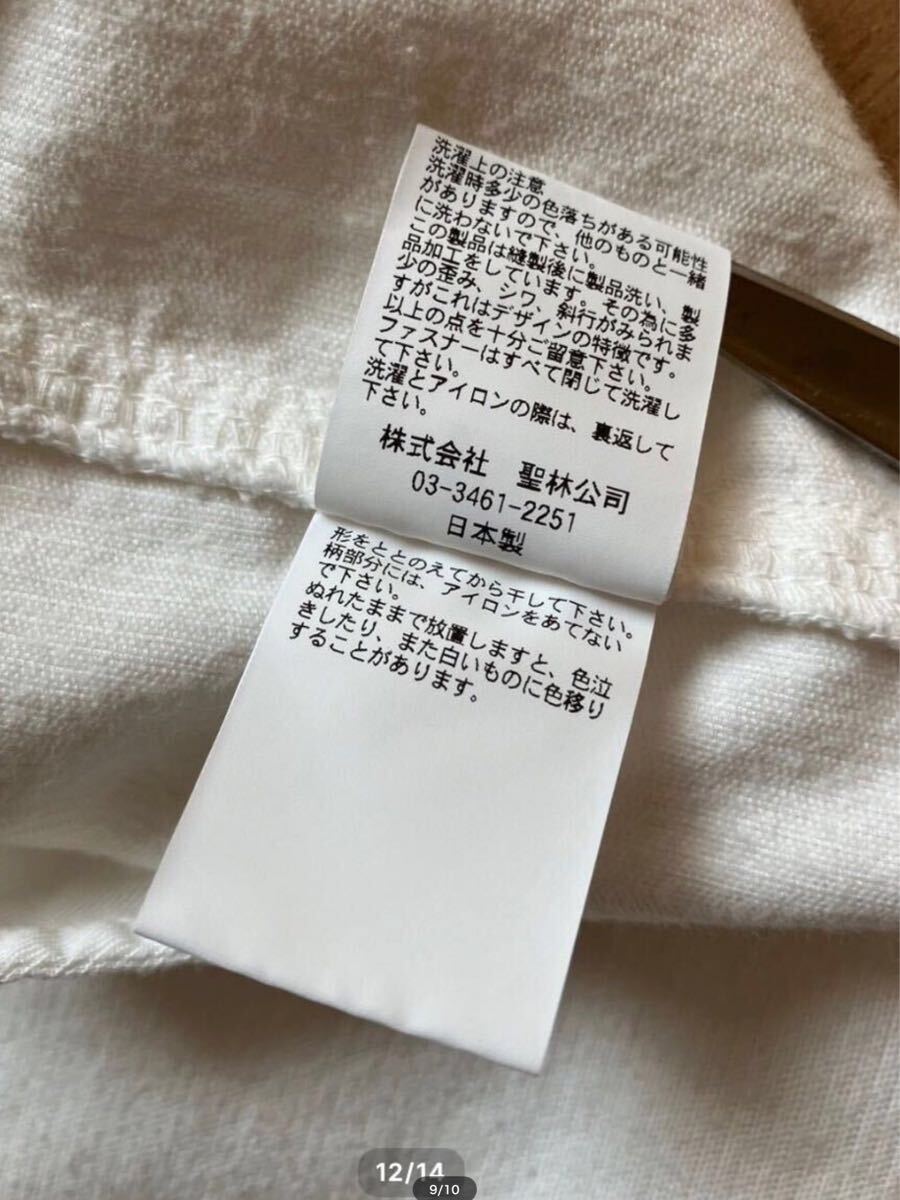 洗濯上の注意
洗濯時多少の色落ちがある可能性
がありますので、他のものと一緒
に洗わないで下さい。
この製品は縫製後に製品洗い、製
品加工をしています。その為に多
少の歪み、シワ、斜行がみられま
すがこれはデザインの特徴です。
以上の点を十分ご留意下さい。
ファスナーはすべて閉じて洗濯し
て下さい。
洗濯とアイロンの際は、裏返して
下さい。
株式会社 聖林公司
03-3461-2251
日本製
形をととのえてから干して下さい。
柄部分には、アイロンをあてない
で下さい。
ぬれたままで放置しますと、色泣
きしたり、また白いものに色移り
することがあります。
12/14
9/10